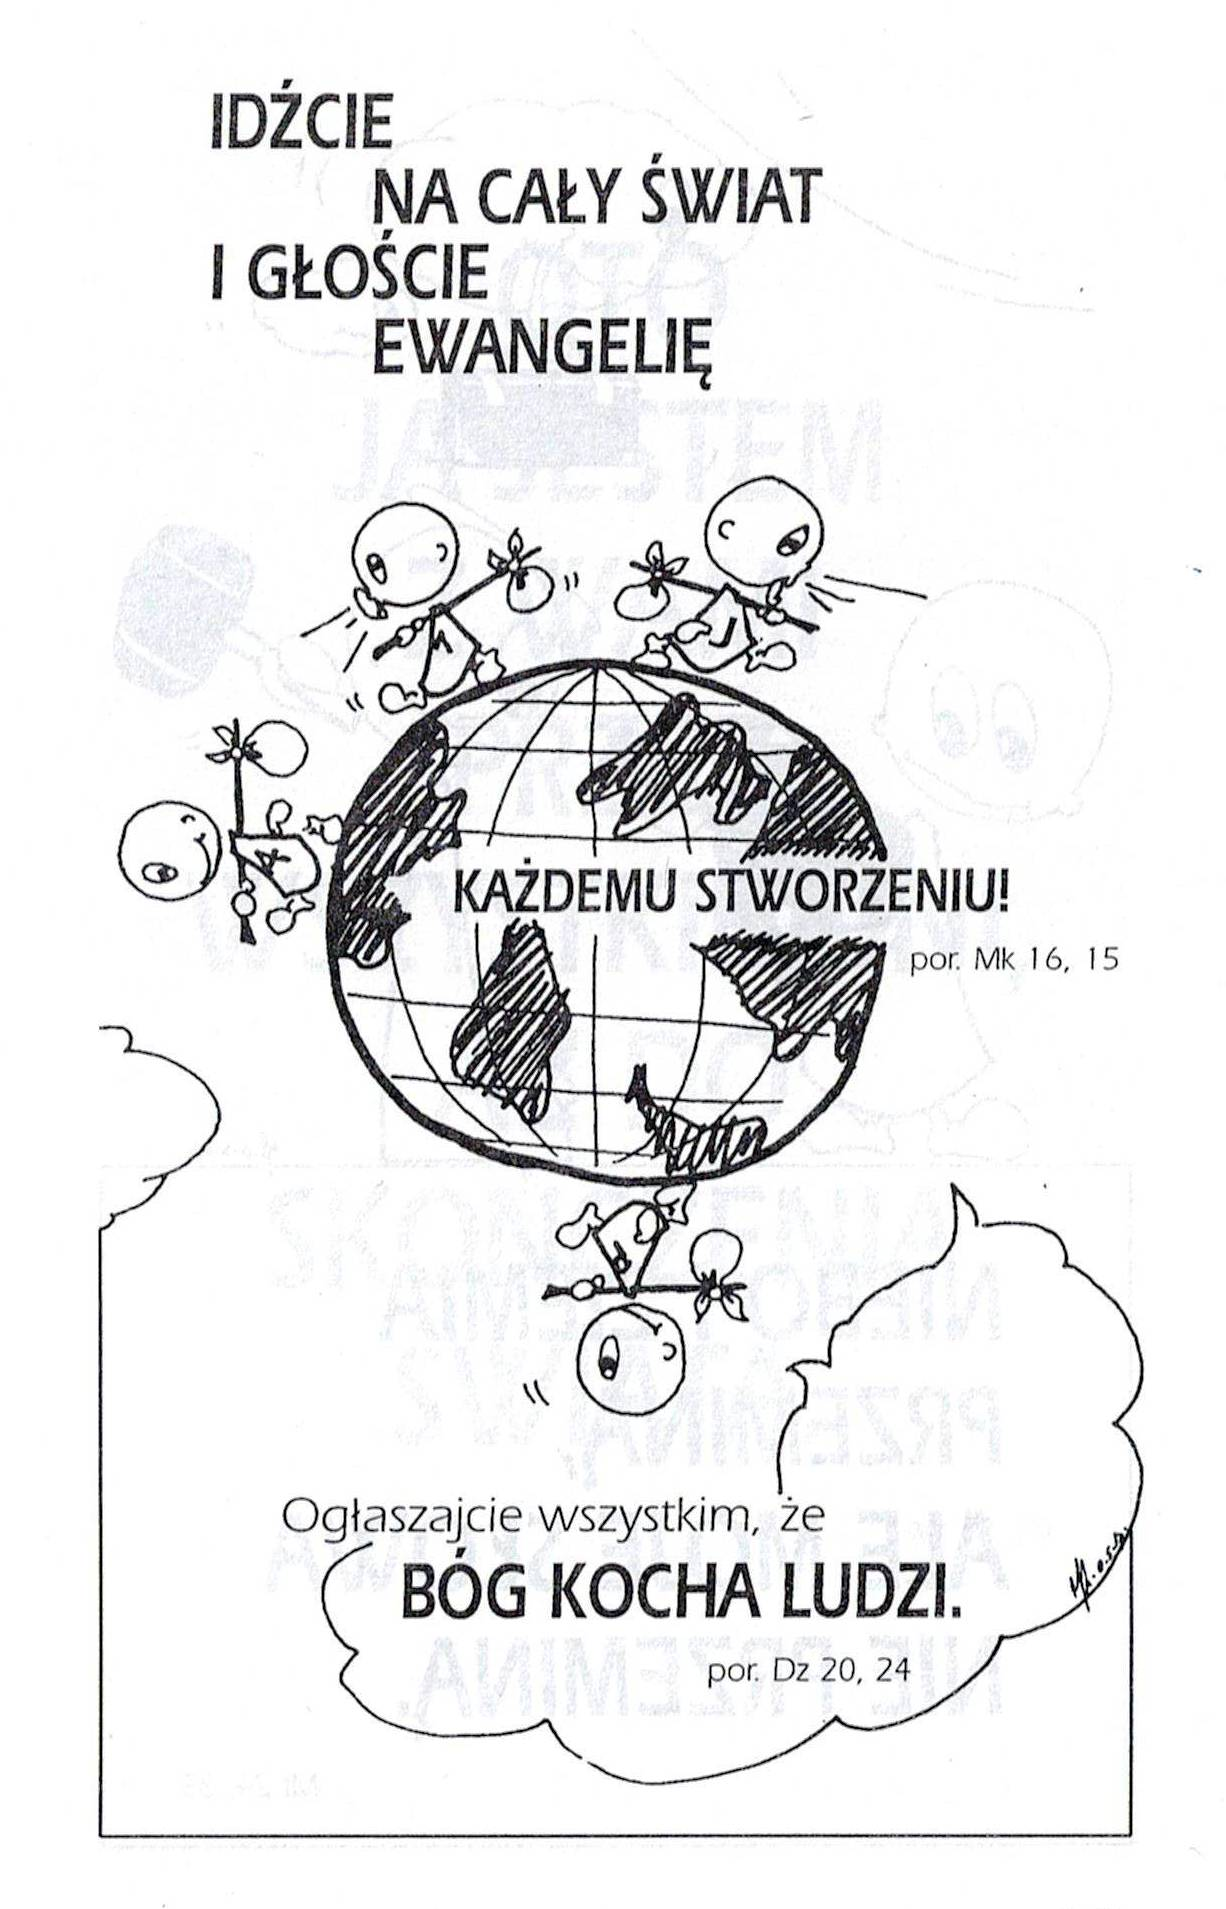 IDŹCIE
NA CAŁY ŚWIAT
I GŁOŚCIE
EWANGELIĘ
J
A
KAŻDEMU STWORZENIU!
por. Mk 16, 15
Ogłaszajcie wszystkim, że
BÓG KOCHA LUDZI.
por. Dz 20, 24